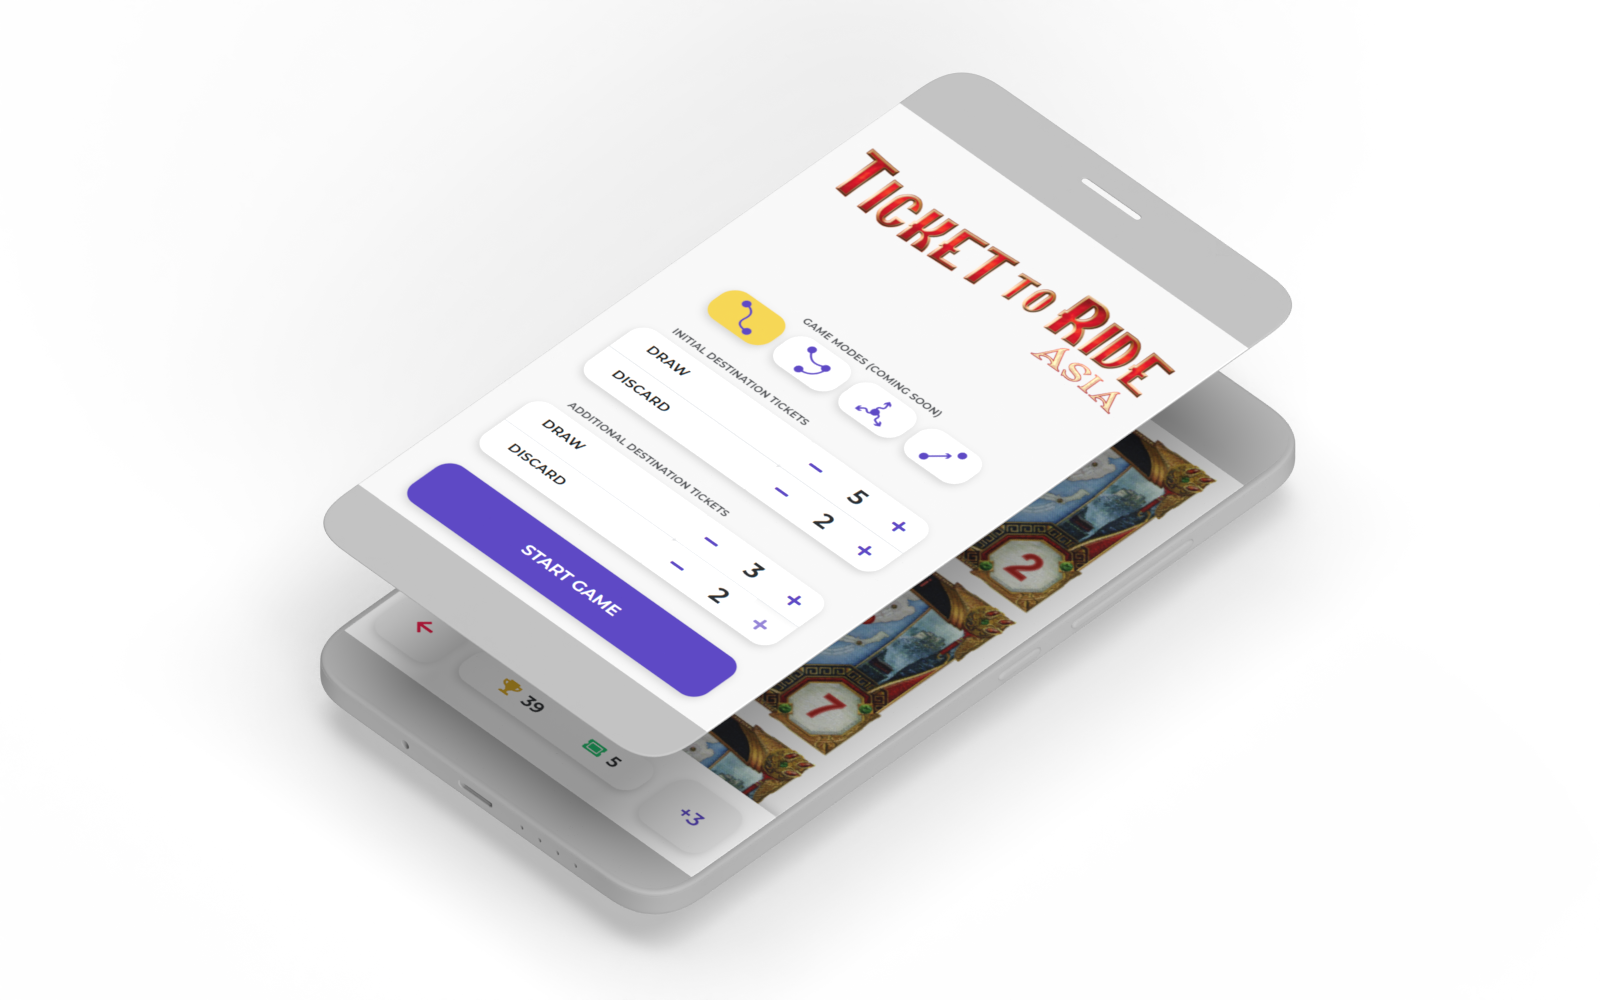 TICKET TO RIDE
ASIA
GAME MODES (COMING SOON)
INITIAL DESTINATION TICKETS
DRAW − 5 +
DISCARD − 2 +
ADDITIONAL DESTINATION TICKETS
DRAW − 3 +
DISCARD − 2 +
START GAME
2
7
39
5
+3